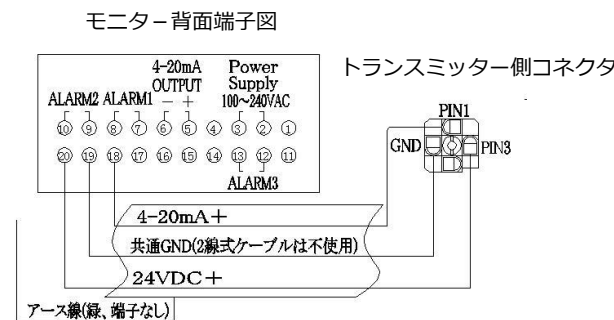 モニター背面端子図
トランスミッター側コネクタ
4-20mA Power
OUTPUT Supply
ALARM2 ALARM1 - + 100~240VAC
⑩ ⑨ ⑧ ⑦ ⑥ ⑤ ④ ③ ② ①
⑳ ⑲ ⑱ ⑰ ⑯ ⑮ ⑭ ⑬ ⑫ ⑪
ALARM3
PIN1
GND PIN3
4-20mA+
共通GND(2線式ケーブルは不使用)
24VDC+
アース線(緑、端子なし)